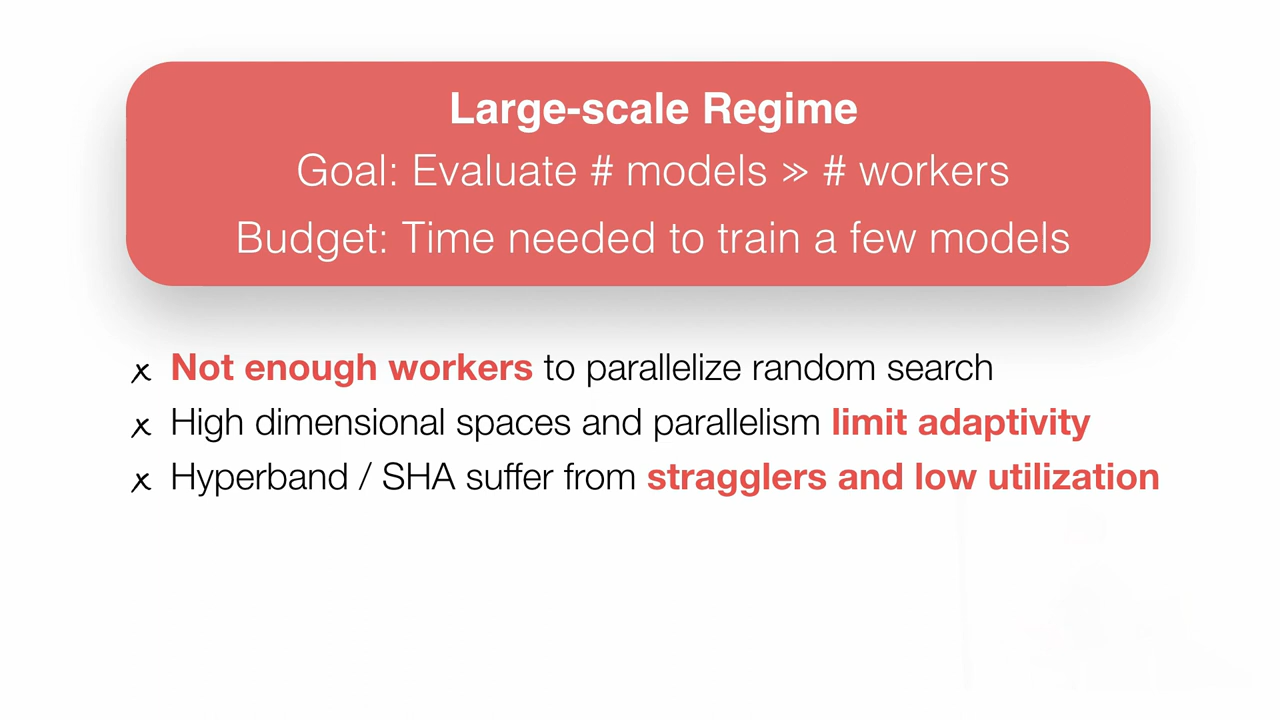 Large-scale Regime
Goal: Evaluate # models ≫ # workers
Budget: Time needed to train a few models
x Not enough workers to parallelize random search
x High dimensional spaces and parallelism limit adaptivity
x Hyperband / SHA suffer from stragglers and low utilization